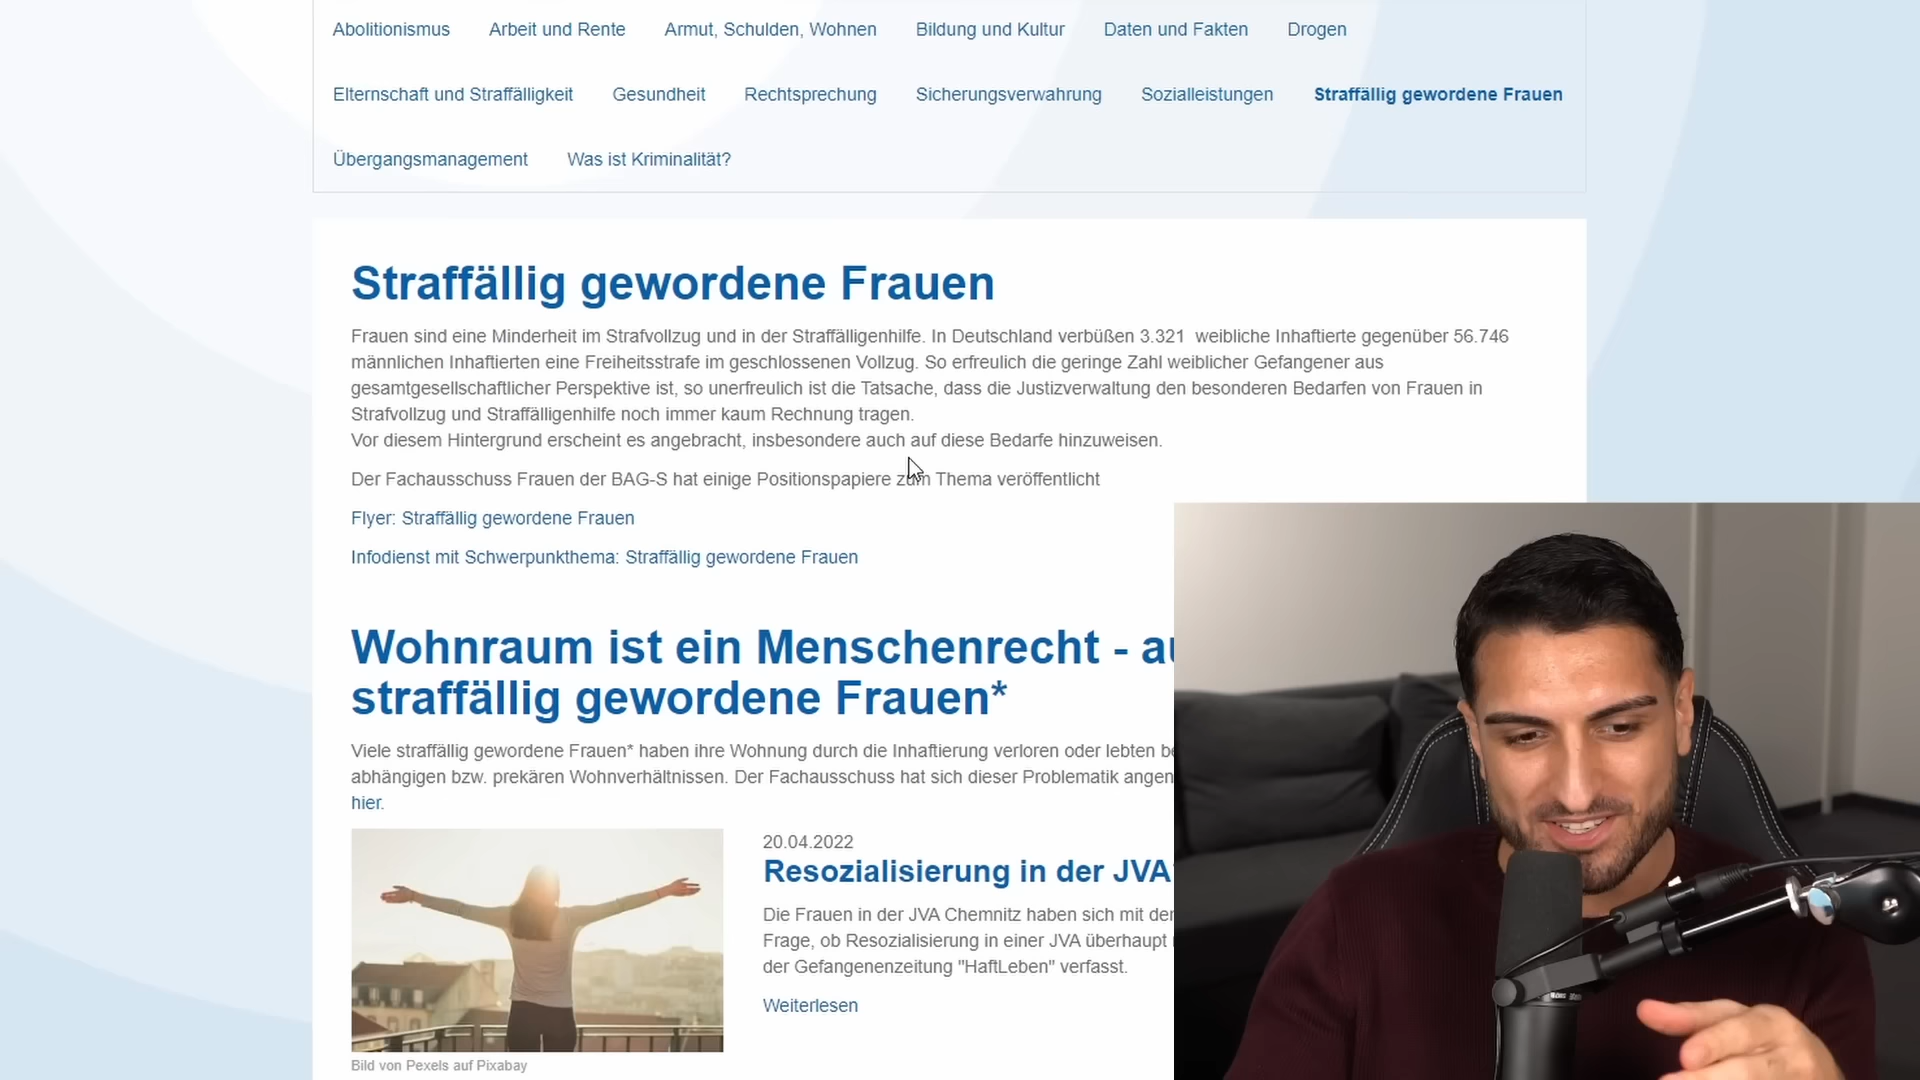 Abolitionismus Arbeit und Rente Armut, Schulden, Wohnen Bildung und Kultur Daten und Fakten Drogen
Elternschaft und Straffälligkeit Gesundheit Rechtsprechung Sicherungsverwahrung Sozialleistungen Straffällig gewordene Frauen
Übergangsmanagement Was ist Kriminalität?
Straffällig gewordene Frauen
Frauen sind eine Minderheit im Strafvollzug und in der Straffälligenhilfe. In Deutschland verbüßen 3.321 weibliche Inhaftierte gegenüber 56.746
männlichen Inhaftierten eine Freiheitsstrafe im geschlossenen Vollzug. So erfreulich die geringe Zahl weiblicher Gefangener aus
gesamtgesellschaftlicher Perspektive ist, so unerfreulich ist die Tatsache, dass die Justizverwaltung den besonderen Bedarfen von Frauen in
Strafvollzug und Straffälligenhilfe noch immer kaum Rechnung tragen.
Vor diesem Hintergrund erscheint es angebracht, insbesondere auch auf diese Bedarfe hinzuweisen.
Der Fachausschuss Frauen der BAG-S hat einige Positionspapiere zum Thema veröffentlicht
Flyer: Straffällig gewordene Frauen
Infodienst mit Schwerpunkthema: Straffällig gewordene Frauen
Wohnraum ist ein Menschenrecht -
straffällig gewordene Frauen*
Viele straffällig gewordene Frauen* haben ihre Wohnung durch die Inhaftierung verloren oder lebten
abhängigen bzw. prekären Wohnverhältnissen. Der Fachausschuss hat sich dieser Problematik
hier.
20.04.2022
Resozialisierung in der JVA
Die Frauen in der JVA Chemnitz haben sich mit der
Frage, ob Resozialisierung in einer JVA überhaupt
der Gefangenenzeitung "HaftLeben" verfasst.
Weiterlesen
Bild von Pexels auf Pixabay